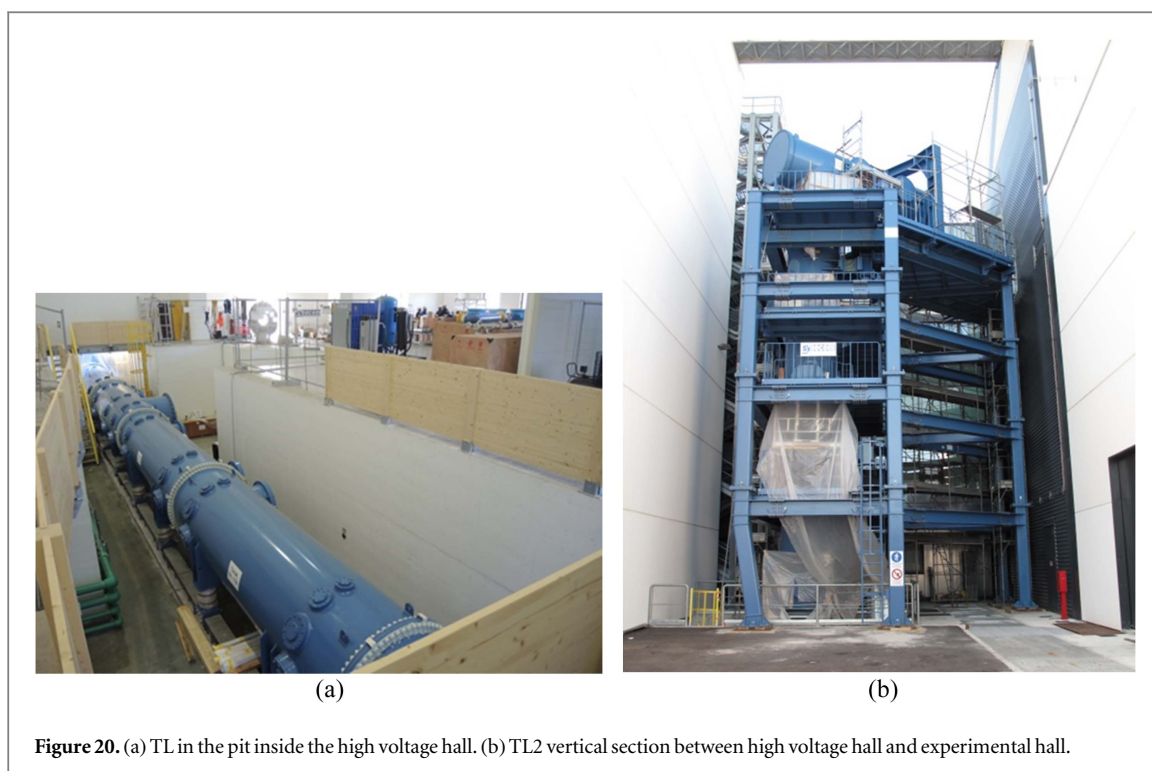 (a)
(b)
Figure 20. (a) TL in the pit inside the high voltage hall. (b) TL2 vertical section between high voltage hall and experimental hall.